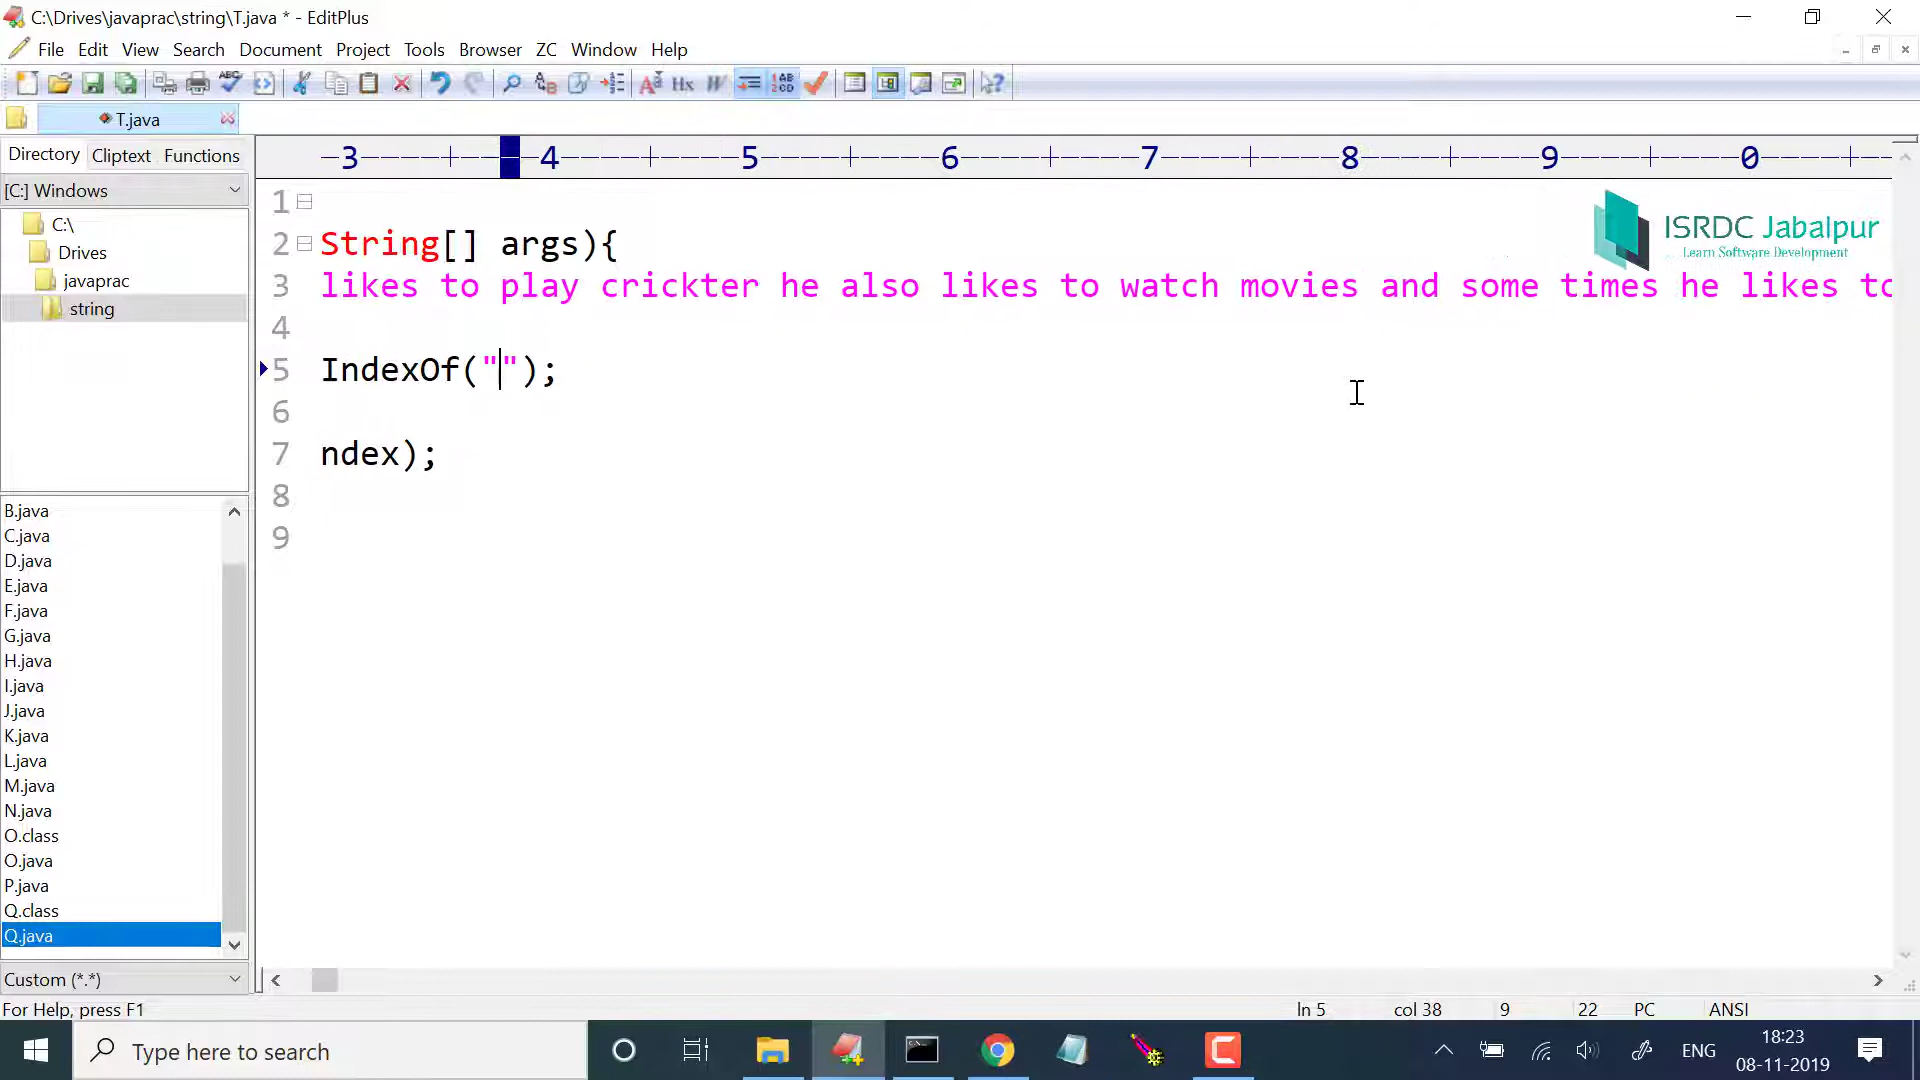 C:\Drives\javaprac\string\T.java * - EditPlus
File Edit View Search Document Project Tools Browser ZC Window Help
T.java
Directory Cliptext Functions
[C:] Windows
C:\
Drives
javaprac
string
B.java
C.java
D.java
E.java
F.java
G.java
H.java
I.java
J.java
K.java
L.java
M.java
N.java
O.class
O.java
P.java
Q.class
Q.java
Custom (*.*)
3 4 5 6 7 8 9 0
1
2 String[] args){
3 likes to play crickter he also likes to watch movies and some times he likes to
4
5 IndexOf("");
6
7 ndex);
8
9
ISRDC Jabalpur
Learn Software Development
For Help, press F1
ln 5 col 38 9 22 PC ANSI
Type here to search
ENG
18:23
08-11-2019